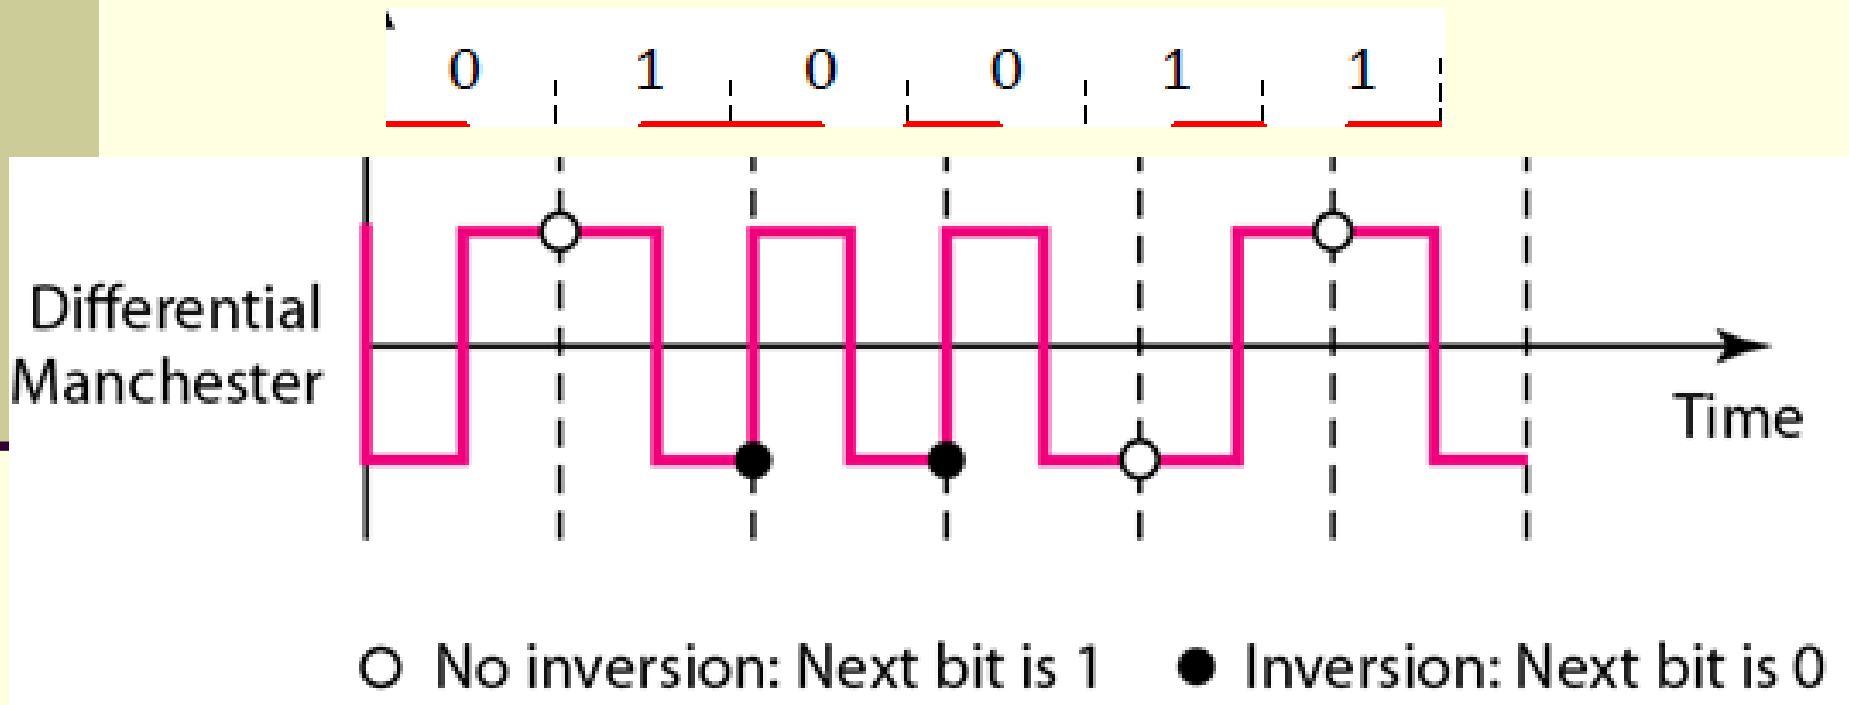 0 1 0 0 1 1
Differential
Manchester
Time
No inversion: Next bit is 1 Inversion: Next bit is 0